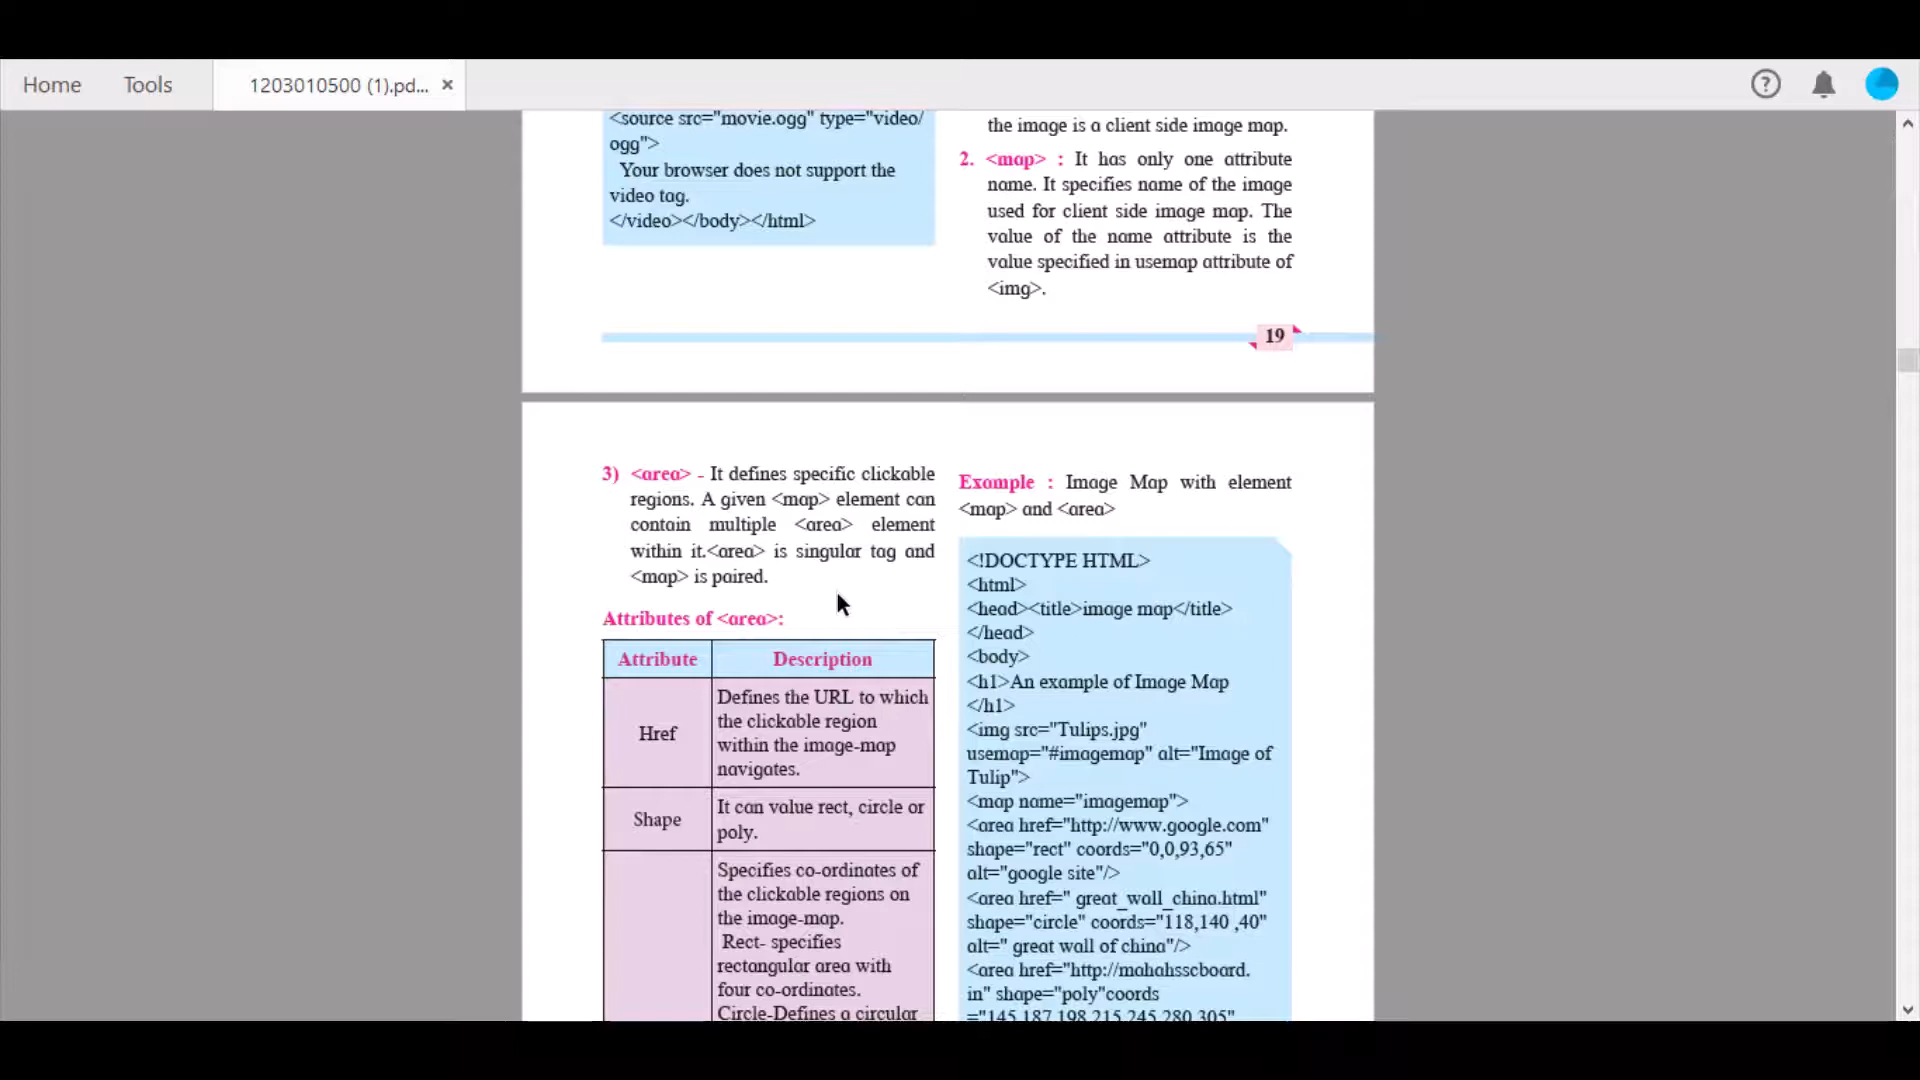 Home
Tools
1203010500 (1).pd...
<source src="movie.ogg" type="video/
ogg">
Your browser does not support the
video tag.
</video></body></html>
the image is a client side image map.
2. <map> : It has only one attribute
name. It specifies name of the image
used for client side image map. The
value of the name attribute is the
value specified in usemap attribute of
<img>.
19
3) <area> - It defines specific clickable
regions. A given <map> element can
contain multiple <area> element
within it.<area> is singular tag and
<map> is paired.
Attributes of <area>:
Attribute
Description
Href
Defines the URL to which
the clickable region
within the image-map
navigates.
Shape
It can value rect, circle or
poly.
Specifies co-ordinates of
the clickable regions on
the image-map.
Rect- specifies
rectangular area with
four co-ordinates.
Circle-Defines a circular
Example : Image Map with element
<map> and <area>
<!DOCTYPE HTML>
<html>
<head><title>image map</title>
</head>
<body>
<h1>An example of Image Map
</h1>
<img src="Tulips.jpg"
usemap="#imagemap" alt="Image of
Tulip">
<map name="imagemap">
<area href="http://www.google.com"
shape="rect" coords="0,0,93,65"
alt="google site"/>
<area href=" great_wall_china.html"
shape="circle" coords="118,140 ,40"
alt=" great wall of china"/>
<area href="http://mahahsscboard.
in" shape="poly"coords
="145,187,198,215,245,280,305"